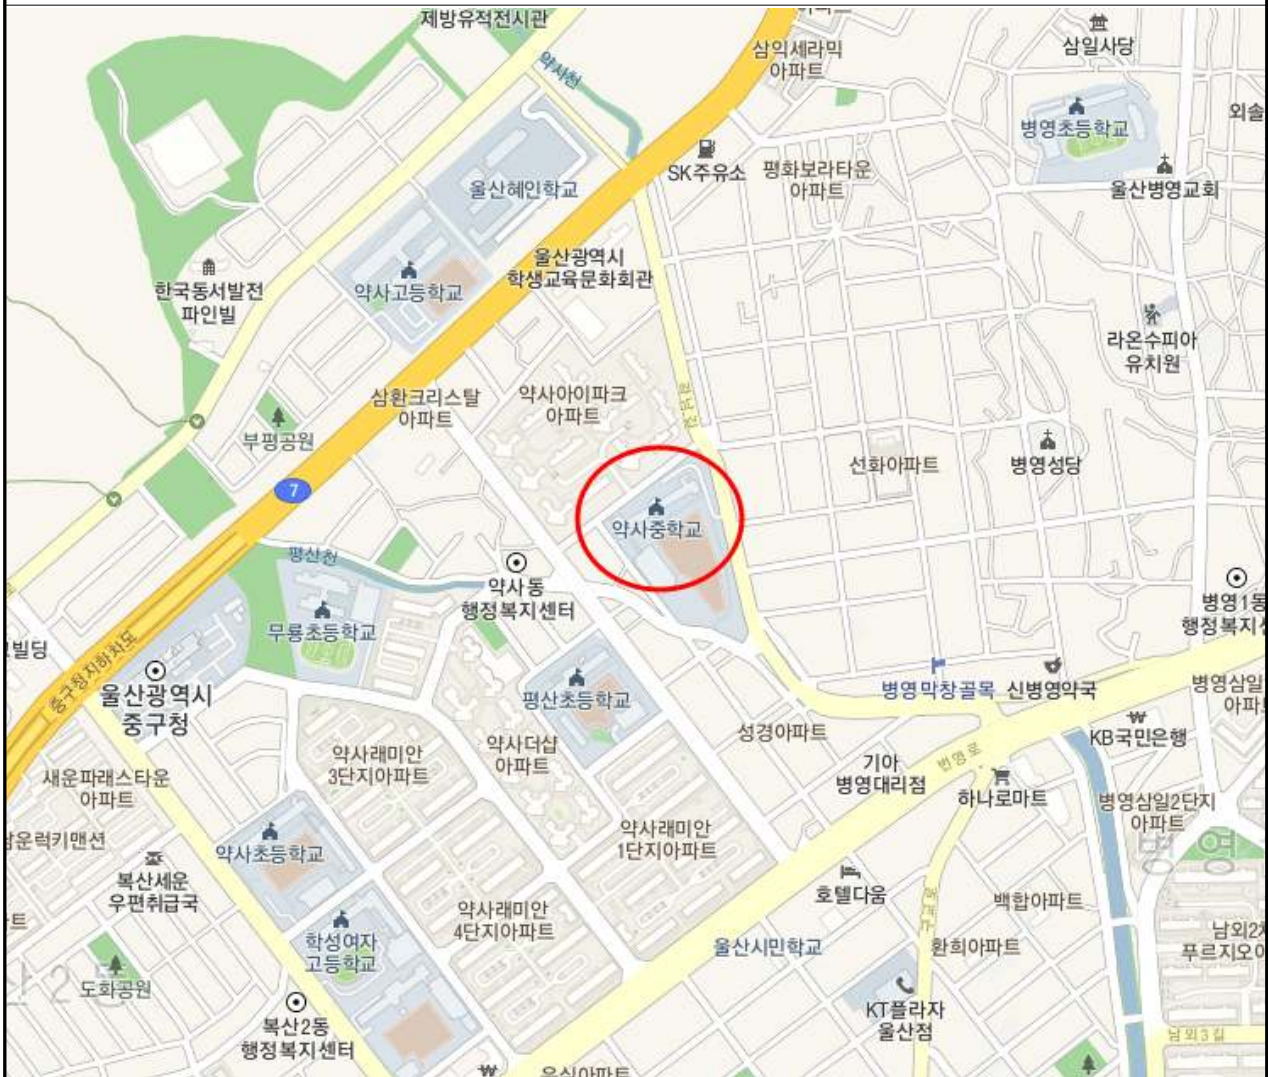 제방유적전시관
약사천
삼익세라믹
아파트
삼일사당
병영초등학교
외솔
SK주유소
평화보라타운
아파트
울산병영교회
울산혜인학교
울산광역시
학생교육문화회관
한국동서발전
파인빌
약사고등학교
라온수피아
유치원
삼환크리스탈
아파트
약사아이파크
아파트
부평공원
선화아파트
병영성당
7
약사중학교
평산천
약사동
행정복지센터
병영1동
무룡초등학교
빌딩
중구청지하차도
울산광역시
중구청
평산초등학교
병영막창골목
신병영약국
병영삼일
성경아파트
KB국민은행
약사래미안
3단지아파트
약사더샵
아파트
기아
병영대리점
번영로
하나로마트
새운파래스타운
아파트
병영삼일2단지
아파트
병영
운럭키맨션
약사초등학교
약사래미안
1단지아파트
복산세운
우편취급국
호텔다움
구교로
백합아파트
약사래미안
4단지아파트
학성여자
고등학교
울산시민학교
환희아파트
남외2차
푸르지오
산2동
도화공원
KT플라자
울산점
복산2동
행정복지센터
남외3길